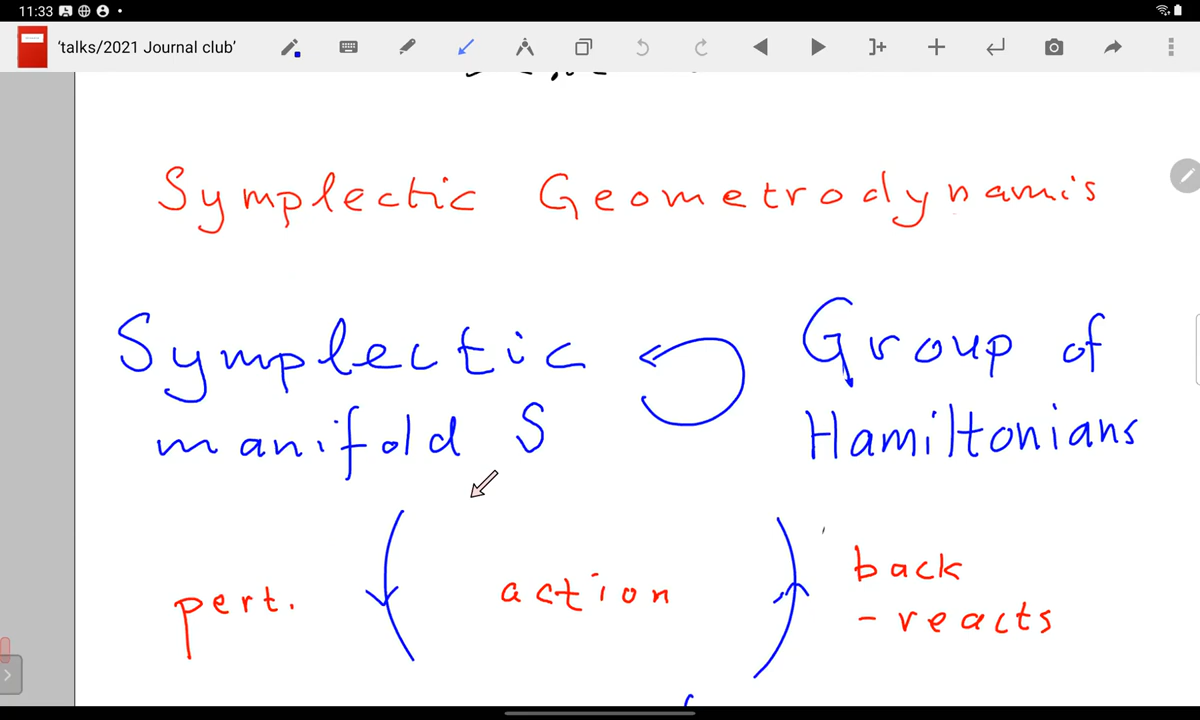 11:33
'talks/2021 Journal club'
Symplectic Geometrodynamis
Symplectic
manifold S
Group of
Hamiltonians
pert.
action
back
- reacts